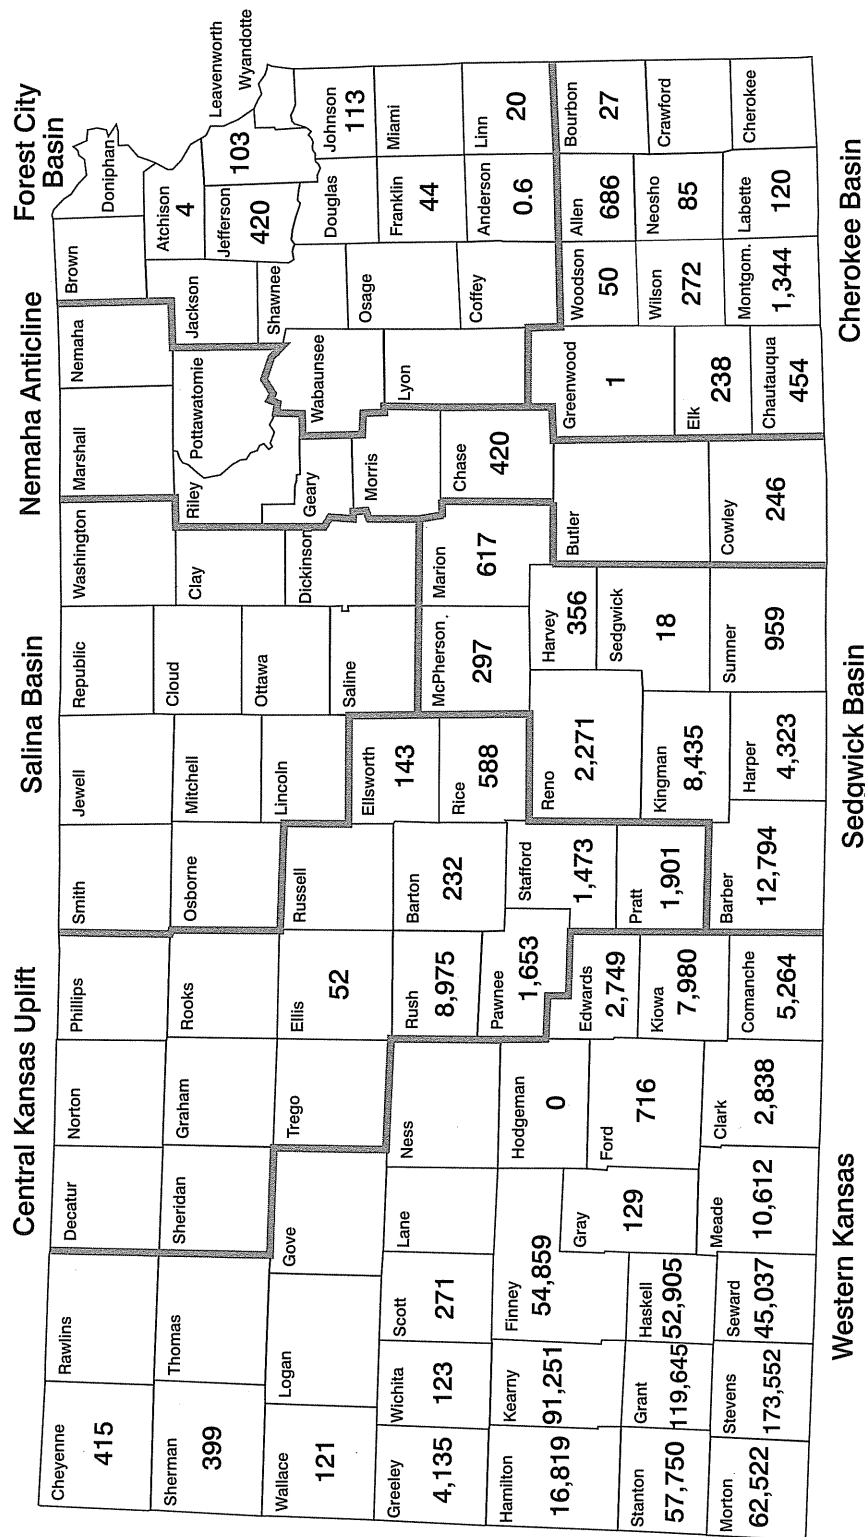 Central Kansas Uplift
Salina Basin
Nemaha Anticline
Forest City
Basin
Cheyenne
415
Rawlins
Decatur
Norton
Phillips
Smith
Jewell
Republic
Washington
Marshall
Nemaha
Brown
Doniphan
Sherman
399
Thomas
Sheridan
Graham
Rooks
Osborne
Mitchell
Cloud
Clay
Riley
Pottawatomie
Jackson
Atchison
4
Jefferson
420
Leavenworth
103
Wyandotte
Wallace
121
Logan
Gove
Trego
Ellis
52
Russell
Lincoln
Ottawa
Saline
Dickinson
Geary
Morris
Wabaunsee
Shawnee
Osage
Douglas
Johnson
113
Greeley
4,135
Wichita
123
Scott
271
Lane
Ness
Rush
8,975
Barton
232
Ellsworth
143
Rice
588
McPherson
297
Marion
617
Chase
420
Lyon
Coffey
Franklin
44
Miami
Anderson
0.6
Linn
20
Hamilton
16,819
Kearny
91,251
Finney
54,859
Gray
129
Hodgeman
0
Ford
716
Pawnee
1,653
Edwards
2,749
Stafford
1,473
Pratt
1,901
Reno
2,271
Harvey
356
Sedgwick
18
Butler
Greenwood
1
Woodson
50
Allen
686
Bourbon
27
Stanton
57,750
Grant
119,645
Haskell
52,905
Kiowa
7,980
Kingman
8,435
Elk
238
Wilson
272
Neosho
85
Crawford
Morton
62,522
Stevens
173,552
Seward
45,037
Meade
10,612
Clark
2,838
Comanche
5,264
Barber
12,794
Harper
4,323
Sumner
959
Cowley
246
Chautauqua
454
Montgom.
1,344
Labette
120
Cherokee
Western Kansas
Sedgwick Basin
Cherokee Basin